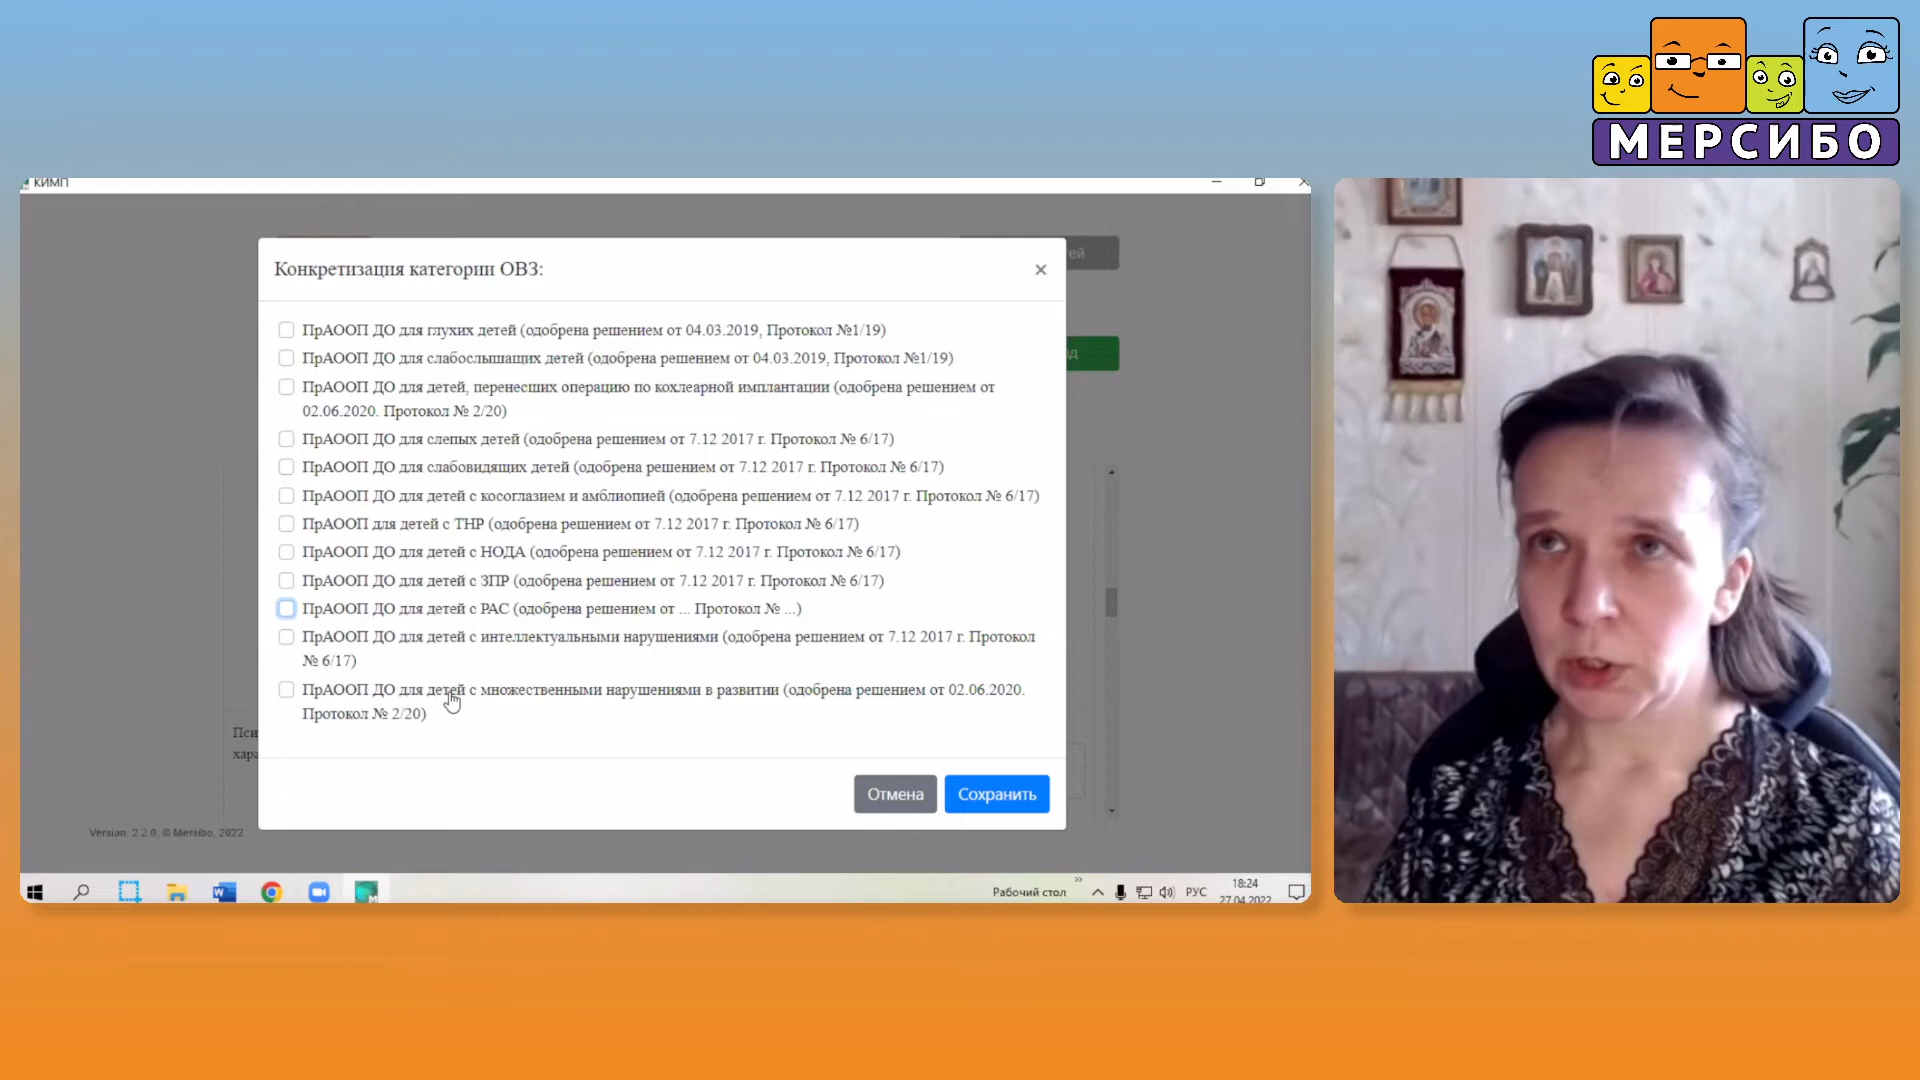 МЕРСИБО
КИМП
ей
Конкретизация категории ОВЗ:
ПрАООП ДО для глухих детей (одобрена решением от 04.03.2019, Протокол №1/19)
ПрАООП ДО для слабослышащих детей (одобрена решением от 04.03.2019, Протокол №1/19)
ПрАООП ДО для детей, перенесших операцию по кохлеарной имплантации (одобрена решением от
02.06.2020. Протокол № 2/20)
ПрАООП ДО для слепых детей (одобрена решением от 7.12 2017 г. Протокол № 6/17)
ПрАООП ДО для слабовидящих детей (одобрена решением от 7.12 2017 г. Протокол № 6/17)
ПрАООП ДО для детей с косоглазием и амблиопией (одобрена решением от 7.12 2017 г. Протокол № 6/17)
ПрАООП для детей с ТНР (одобрена решением от 7.12 2017 г. Протокол № 6/17)
ПрАООП ДО для детей с НОДА (одобрена решением от 7.12 2017 г. Протокол № 6/17)
ПрАООП ДО для детей с ЗПР (одобрена решением от 7.12 2017 г. Протокол № 6/17)
ПрАООП ДО для детей с РАС (одобрена решением от ... Протокол № ...)
ПрАООП ДО для детей с интеллектуальными нарушениями (одобрена решением от 7.12 2017 г. Протокол
№ 6/17)
ПрАООП ДО для детей с множественными нарушениями в развитии (одобрена решением от 02.06.2020.
Протокол № 2/20)
Пси
хара
Отмена
Сохранить
Version. 2.2.0, © Mersibo, 2022
Рабочий стол
РУС
18:24
27.04.2022